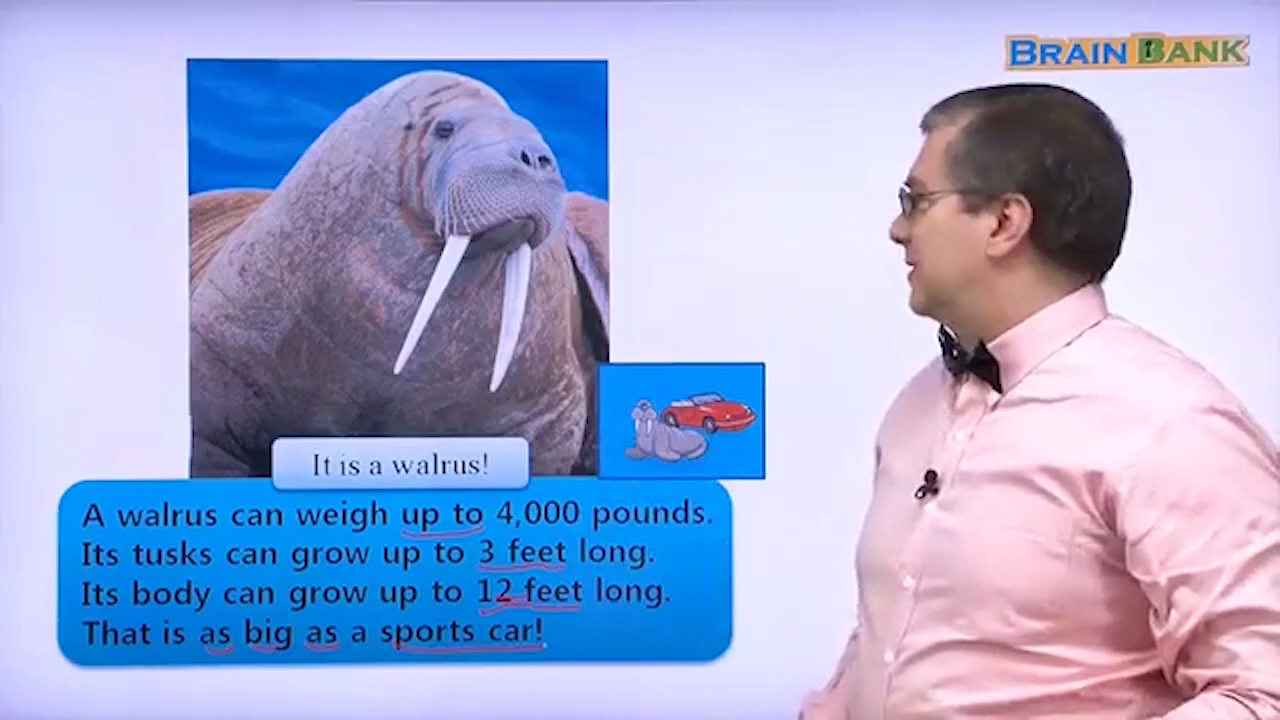 BRAIN BANK
It is a walrus!
A walrus can weigh up to 4,000 pounds.
Its tusks can grow up to 3 feet long.
Its body can grow up to 12 feet long.
That is as big as a sports car!